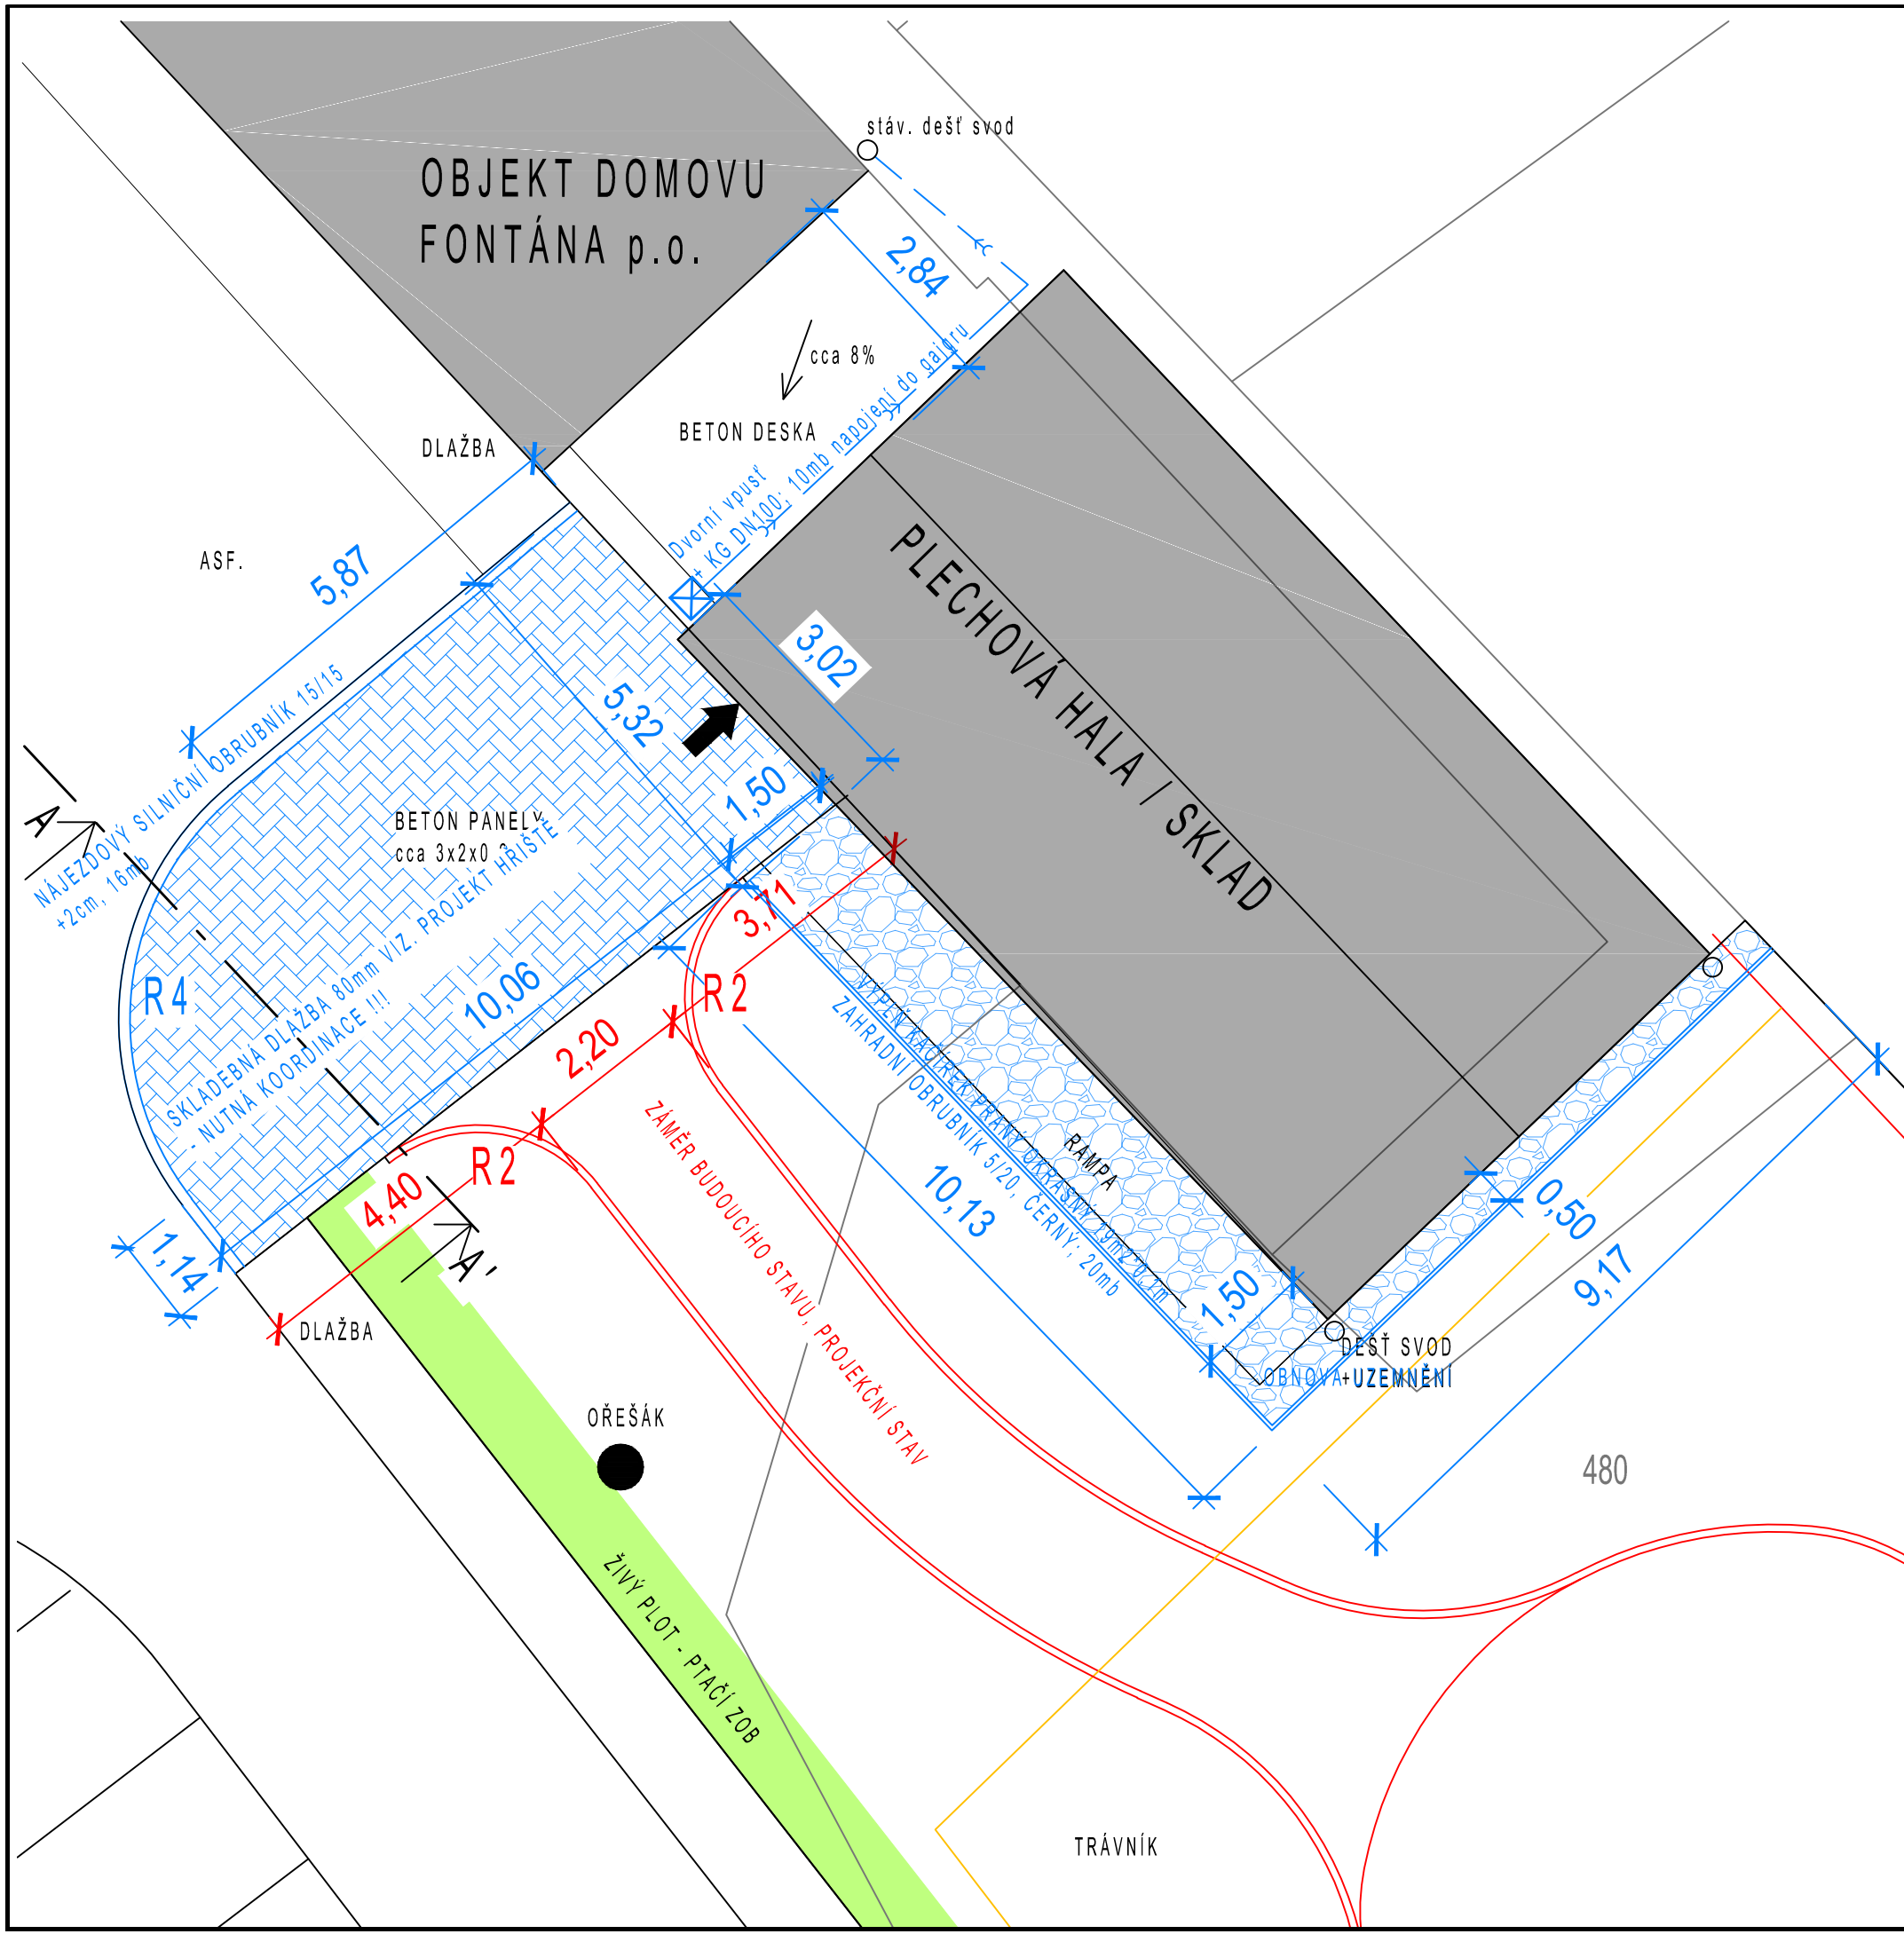 stáv. dešť svod
OBJEKT DOMOVU
FONTÁNA p.o.
2,84
cca 8%
BETON DESKA
DLAŽBA
Dvorní vpusť
+ KG DN100; 10mb napojení do gaigru
ASF.
5,87
PLECHOVÁ HALA / SKLAD
3,02
5,32
NÁJEZDOVÝ SILNIČNÍ OBRUBNÍK 15/15
+2cm, 16mb
1,50
A
BETON PANELY
cca 3x2x0
3,71
R4
SKLADEBNÁ DLAŽBA 80mm VIZ. PROJEKT HŘIŠTĚ
- NUTNÁ KOORDINACE !!!
10,06
R2
2,20
VÝPLŇ KAČÍREK PRANÝ OKRASNÝ 29m2*0,1m
ZAHRADNÍ OBRUBNÍK 5/20, ČERNÝ; 20mb
RAMPA
ZÁMĚR BUDOUCÍHO STAVU, PROJEKČNÍ STAV
R2
4,40
10,13
0,50
1,14
A'
9,17
1,50
DLAŽBA
DEŠŤ SVOD
OBNOVA+UZEMNĚNÍ
OŘEŠÁK
480
ŽIVÝ PLOT - PTAČÍ ZOB
TRÁVNÍK